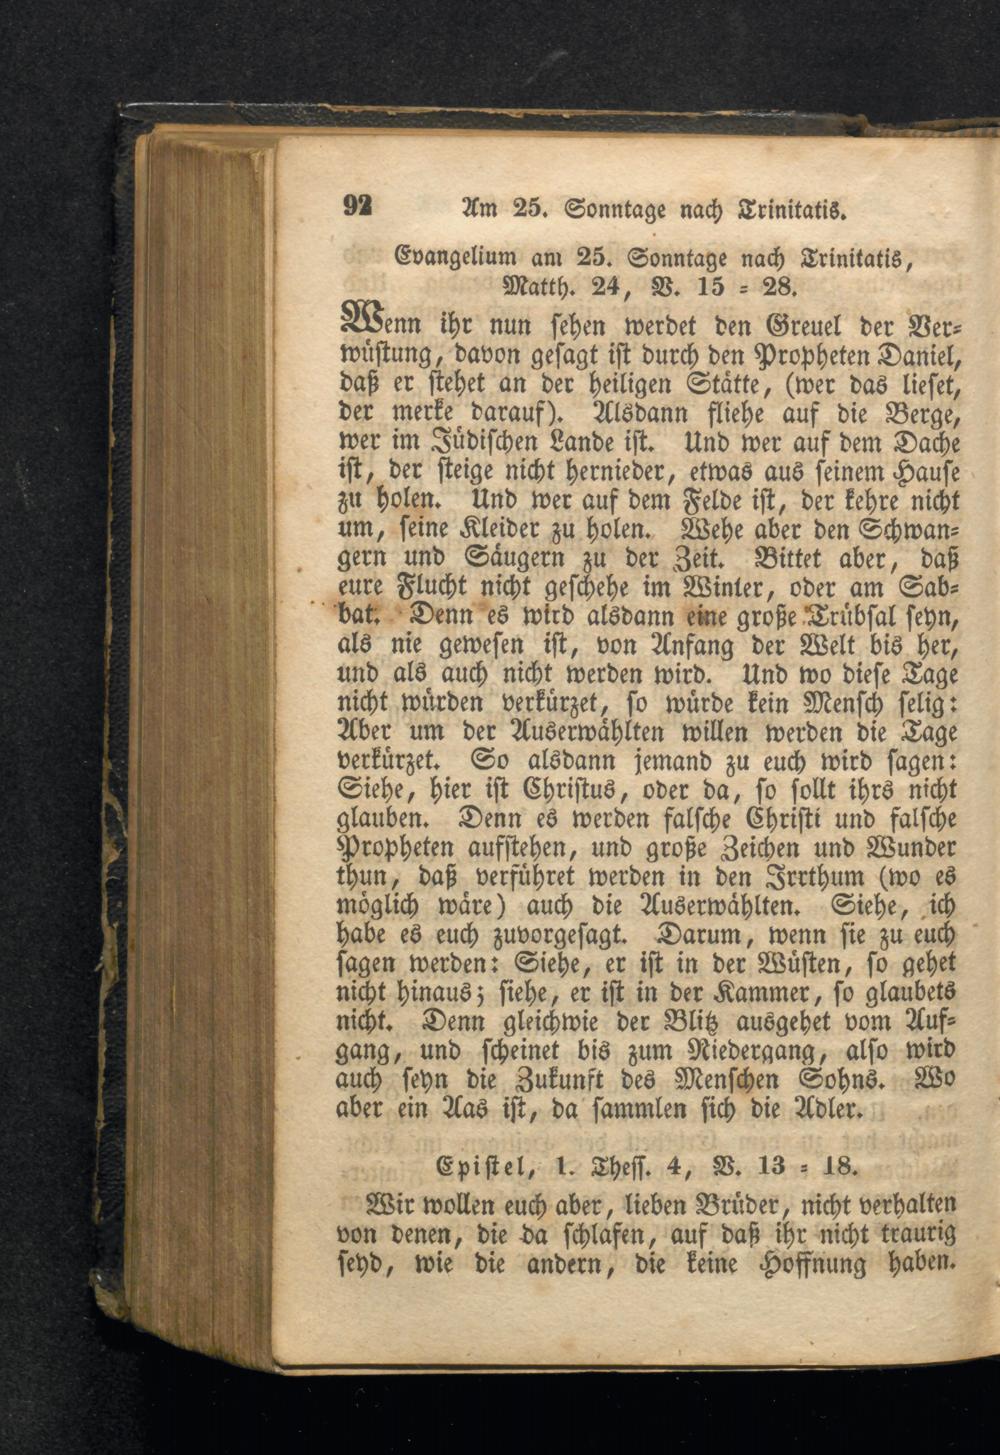 92 Am 25. Sonntage nach Trinitatis.
Evangelium am 25. Sonntage nach Trinitatis,
Matth. 24, V. 15 = 28.
Wenn ihr nun sehen werdet den Greuel der Ver=
wüstung, davon gesagt ist durch den Propheten Daniel,
daß er stehet an der heiligen Stätte, (wer das lieset,
der merke darauf). Alsdann fliehe auf die Berge,
wer im Jüdischen Lande ist. Und wer auf dem Dache
ist, der steige nicht hernieder, etwas aus seinem Hause
zu holen. Und wer auf dem Felde ist, der kehre nicht
um, seine Kleider zu holen. Wehe aber den Schwan=
gern und Säugern zu der Zeit. Bittet aber, daß
eure Flucht nicht geschehe im Winter, oder am Sab=
bat. Denn es wird alsdann eine große Trübsal seyn,
als nie gewesen ist, von Anfang der Welt bis her,
und als auch nicht werden wird. Und wo diese Tage
nicht würden verkürzet, so würde kein Mensch selig:
Aber um der Auserwählten willen werden die Tage
verkürzet. So alsdann jemand zu euch wird sagen:
Siehe, hier ist Christus, oder da, so sollt ihrs nicht
glauben. Denn es werden falsche Christi und falsche
Propheten aufstehen, und große Zeichen und Wunder
thun, daß verführet werden in den Irrthum (wo es
möglich wäre) auch die Auserwählten. Siehe, ich
habe es euch zuvorgesagt. Darum, wenn sie zu euch
sagen werden: Siehe, er ist in der Wüsten, so gehet
nicht hinaus; siehe, er ist in der Kammer, so glaubets
nicht. Denn gleichwie der Blitz ausgehet vom Auf=
gang, und scheinet bis zum Niedergang, also wird
auch seyn die Zukunft des Menschen Sohns. Wo
aber ein Aas ist, da sammlen sich die Adler.
Epistel, 1. Thess. 4, V. 13 = 18.
Wir wollen euch aber, lieben Brüder, nicht verhalten
von denen, die da schlafen, auf daß ihr nicht traurig
seyd, wie die andern, die keine Hoffnung haben.